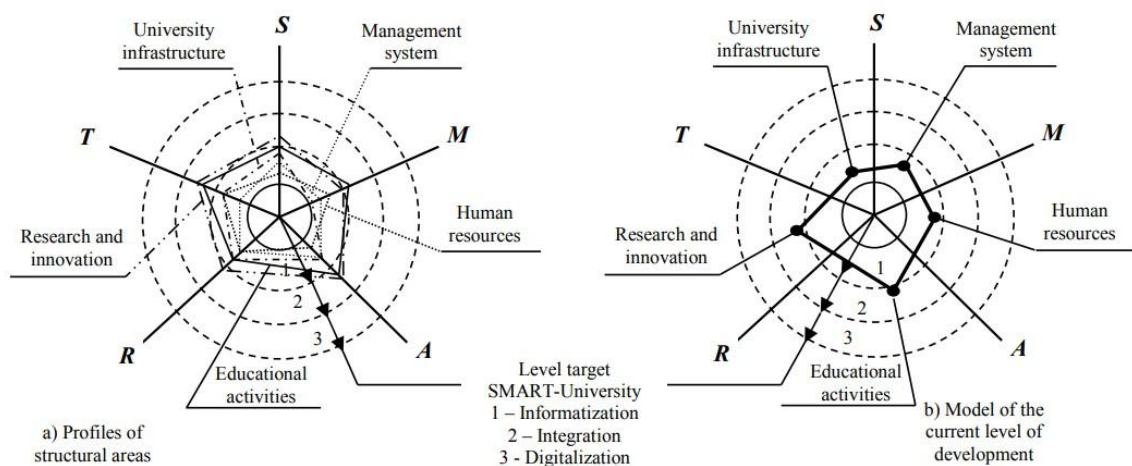 University
infrastructure
S
Management
system
T
M
Research and
innovation
Human
resources
1
2
3
R
A
Educational
activities
a) Profiles of
structural areas
Level target
SMART-University
1 – Informatization
2 – Integration
3 - Digitalization
University
infrastructure
S
Management
system
T
M
Research and
innovation
Human
resources
1
2
3
R
A
Educational
activities
b) Model of the
current level of
development